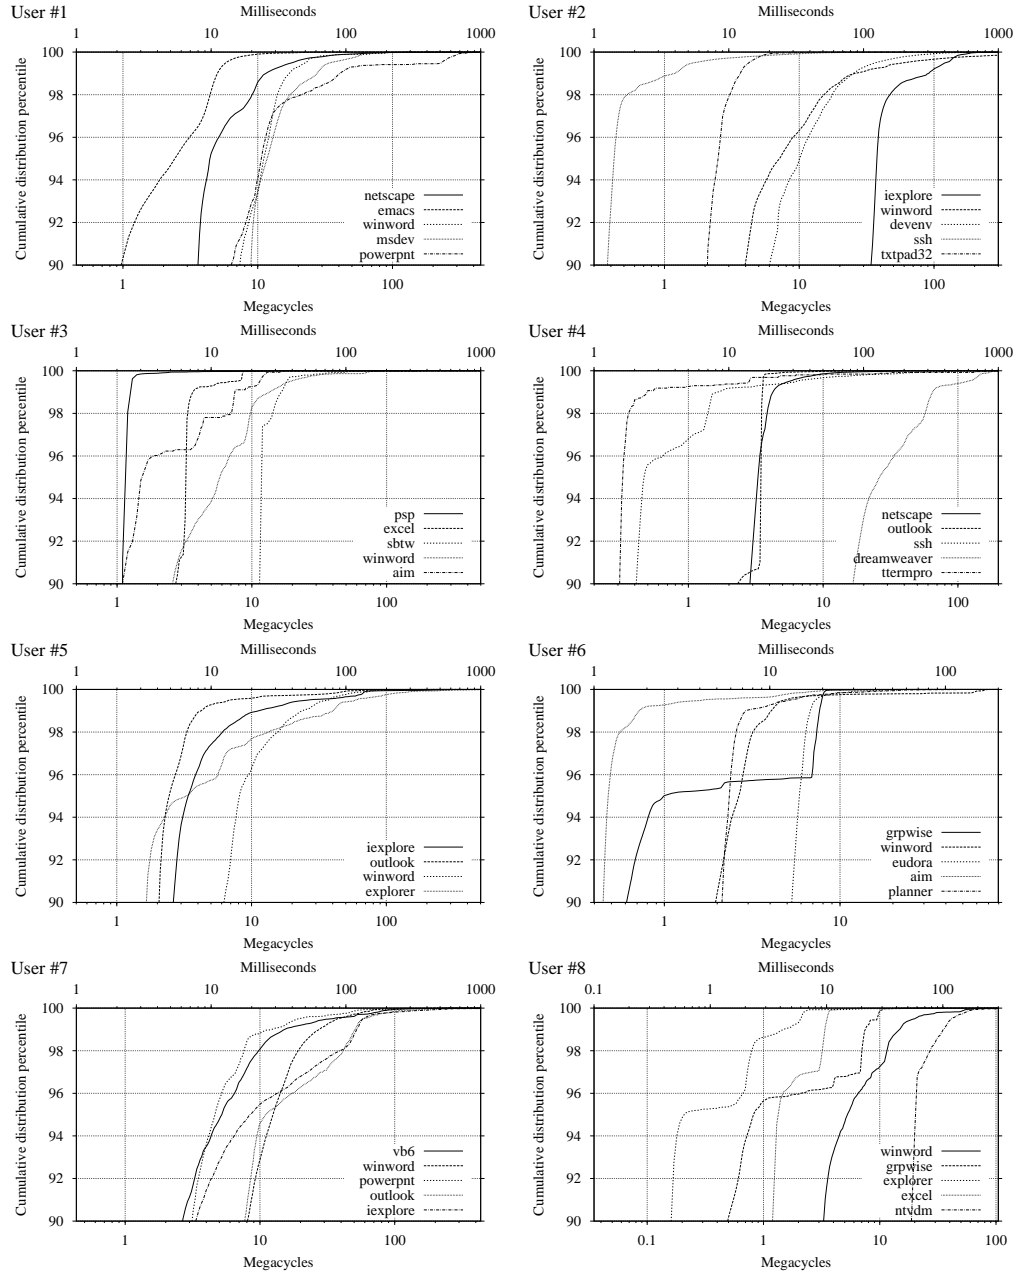 User #1
Milliseconds
1 10 100 1000
Cumulative distribution percentile
100
98
96
94
92
90
netscape
emacs
winword
msdev
powerpnt
1 10 100
Megacycles
User #2
Milliseconds
1 10 100 1000
Cumulative distribution percentile
100
98
96
94
92
90
iexplore
winword
devenv
ssh
txtpad32
1 10 100
Megacycles
User #3
Milliseconds
1 10 100 1000
Cumulative distribution percentile
100
98
96
94
92
90
psp
excel
sbtw
winword
aim
1 10 100
Megacycles
User #4
Milliseconds
1 10 100 1000
Cumulative distribution percentile
100
98
96
94
92
90
netscape
outlook
ssh
dreamweaver
ttermpro
1 10 100
Megacycles
User #5
Milliseconds
1 10 100 1000
Cumulative distribution percentile
100
98
96
94
92
90
iexplore
outlook
winword
explorer
1 10 100
Megacycles
User #6
Milliseconds
1 10 100
Cumulative distribution percentile
100
98
96
94
92
90
grpwise
winword
eudora
aim
planner
1 10
Megacycles
User #7
Milliseconds
1 10 100 1000
Cumulative distribution percentile
100
98
96
94
92
90
vb6
winword
powerpnt
outlook
iexplore
1 10 100
Megacycles
User #8
Milliseconds
0.1 1 10 100
Cumulative distribution percentile
100
98
96
94
92
90
winword
grpwise
explorer
excel
ntvdm
0.1 1 10 100
Megacycles